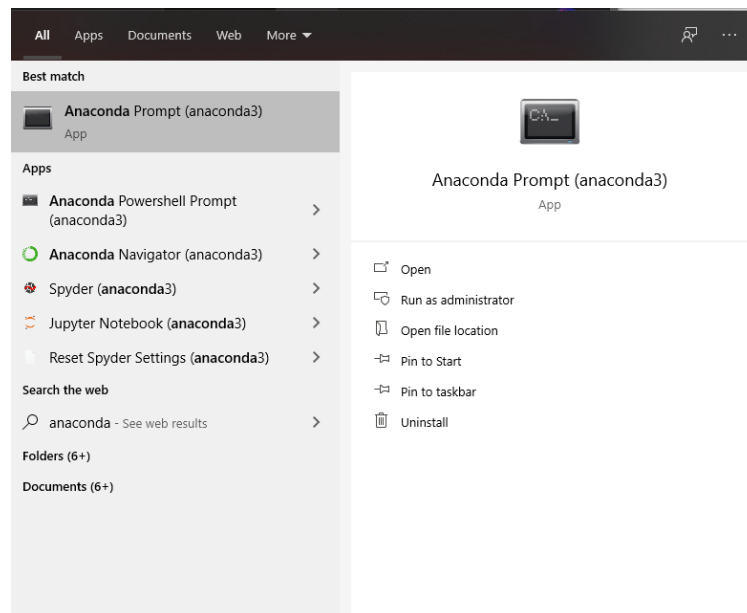 All Apps Documents Web More
Best match
Anaconda Prompt (anaconda3)
App
Apps
Anaconda Powershell Prompt
(anaconda3)
Anaconda Navigator (anaconda3)
Spyder (anaconda3)
Jupyter Notebook (anaconda3)
Reset Spyder Settings (anaconda3)
Search the web
anaconda - See web results
Folders (6+)
Documents (6+)
C:\_
Anaconda Prompt (anaconda3)
App
Open
Run as administrator
Open file location
Pin to Start
Pin to taskbar
Uninstall